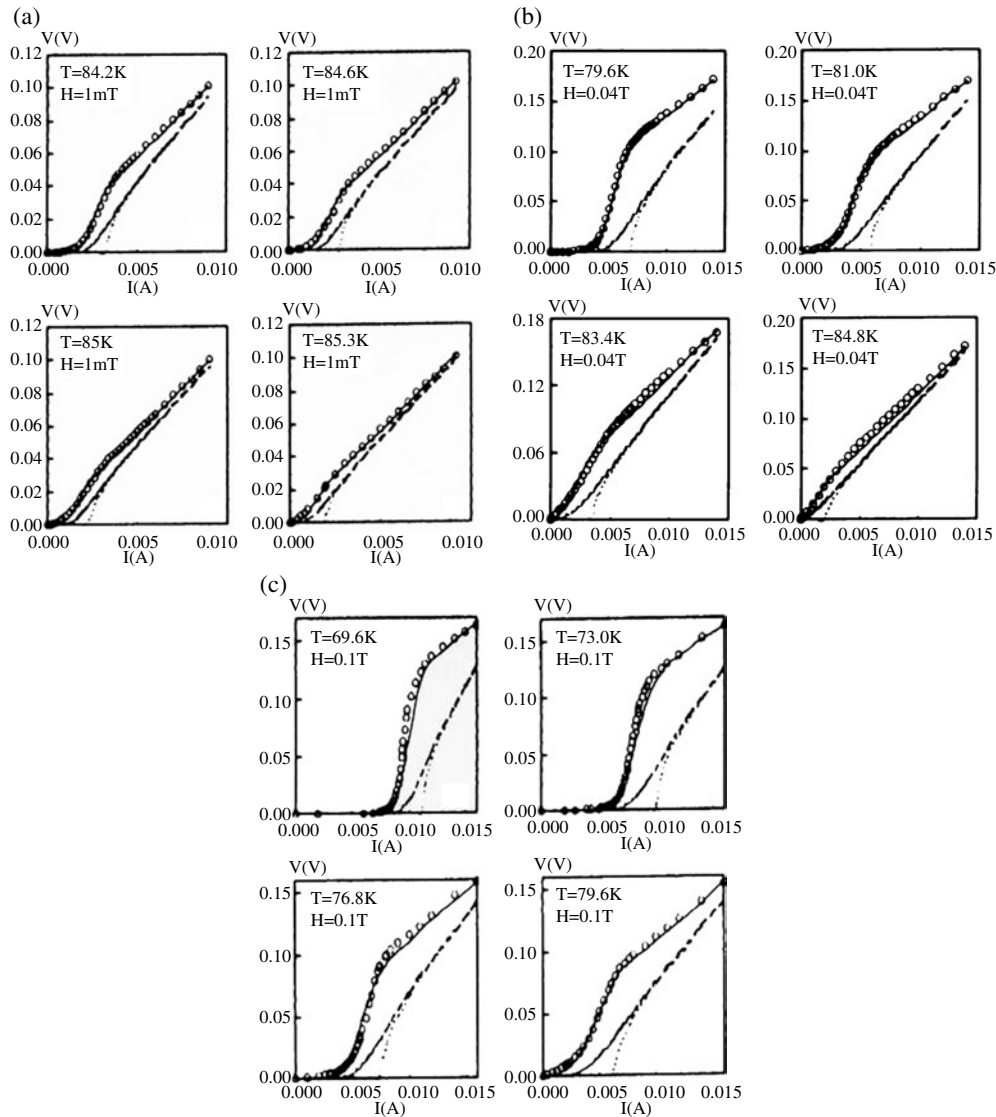 (a)
V(V)
0.12
0.10
0.08
0.06
0.04
0.02
0.00
T=84.2K
H=1mT
0.000 0.005 0.010
I(A)
V(V)
0.12
0.10
0.08
0.06
0.04
0.02
0.00
T=84.6K
H=1mT
0.000 0.005 0.010
I(A)
V(V)
0.12
0.10
0.08
0.06
0.04
0.02
0.00
T=85K
H=1mT
0.000 0.005 0.010
I(A)
0.12
0.10
0.08
0.06
0.04
0.02
0.00
T=85.3K
H=1mT
0.000 0.005 0.010
I(A)
(b)
V(V)
0.20
0.15
0.10
0.05
0.00
T=79.6K
H=0.04T
0.000 0.005 0.010 0.015
I(A)
V(V)
0.20
0.15
0.10
0.05
0.00
T=81.0K
H=0.04T
0.000 0.005 0.010 0.015
I(A)
V(V)
0.18
0.12
0.06
0.00
T=83.4K
H=0.04T
0.000 0.005 0.010 0.015
I(A)
0.20
0.15
0.10
0.05
0.00
T=84.8K
H=0.04T
0.000 0.005 0.010 0.015
I(A)
(c)
V(V)
0.15
0.10
0.05
0.00
T=69.6K
H=0.1T
0.000 0.005 0.010 0.015
I(A)
V(V)
0.15
0.10
0.05
0.00
T=73.0K
H=0.1T
0.000 0.005 0.010 0.015
I(A)
V(V)
0.15
0.10
0.05
0.00
T=76.8K
H=0.1T
0.000 0.005 0.010 0.015
I(A)
V(V)
0.15
0.10
0.05
0.00
T=79.6K
H=0.1T
0.000 0.005 0.010 0.015
I(A)